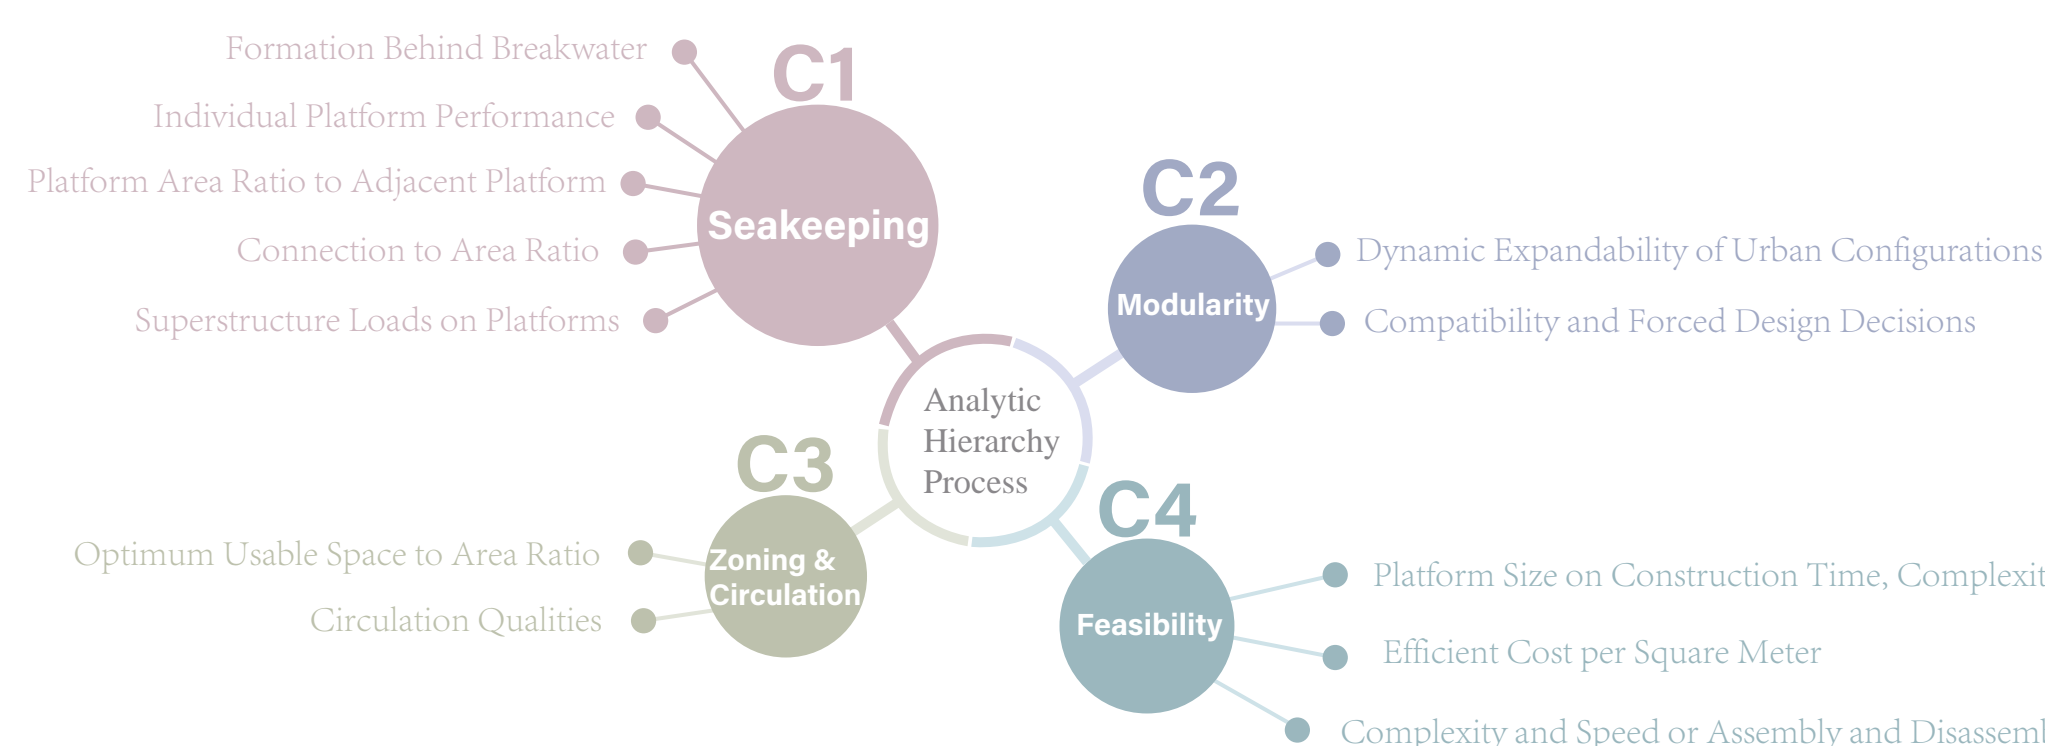 C1
Seakeeping
Formation Behind Breakwater
Individual Platform Performance
Platform Area Ratio to Adjacent Platform
Connection to Area Ratio
Superstructure Loads on Platforms
C2
Modularity
Dynamic Expandability of Urban Configurations
Compatibility and Forced Design Decisions
Analytic
Hierarchy
Process
C3
Zoning &
Circulation
Optimum Usable Space to Area Ratio
Circulation Qualities
C4
Feasibility
Platform Size on Construction Time,
Efficient Cost per Square Meter
Complexity and Speed or Assembly and